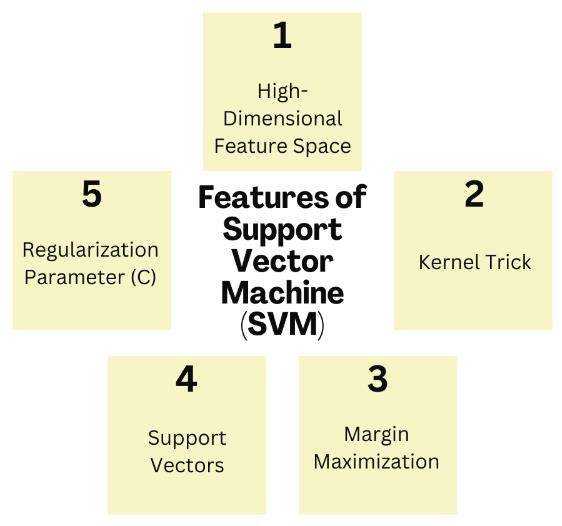 1
High-
Dimensional
Feature Space
Features of
Support
Vector
Machine
(SVM)
2
Kernel Trick
3
Margin
Maximization
4
Support
Vectors
5
Regularization
Parameter (C)